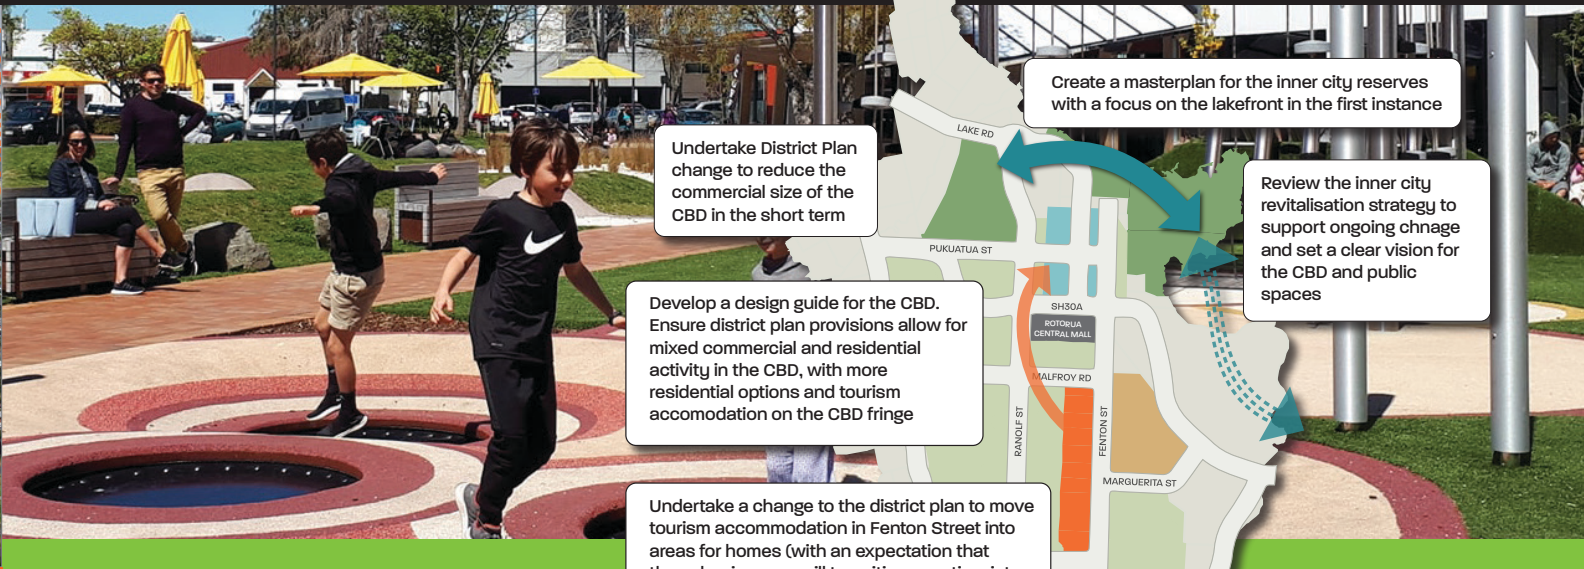 Create a masterplan for the inner city reserves
with a focus on the lakefront in the first instance
LAKE RD
Undertake District Plan
change to reduce the
commercial size of the
CBD in the short term
Review the inner city
revitalisation strategy to
support ongoing chnage
and set a clear vision for
the CBD and public
spaces
PUKUATUA ST
Develop a design guide for the CBD.
Ensure district plan provisions allow for
mixed commercial and residential
activity in the CBD, with more
residential options and tourism
accomodation on the CBD fringe
SH30A
ROTORUA
CENTRAL MALL
MALFROY RD
RANOLF ST
FENTON ST
MARGUERITA ST
Undertake a change to the district plan to move
tourism accommodation in Fenton Street into
areas for homes (with an expectation that